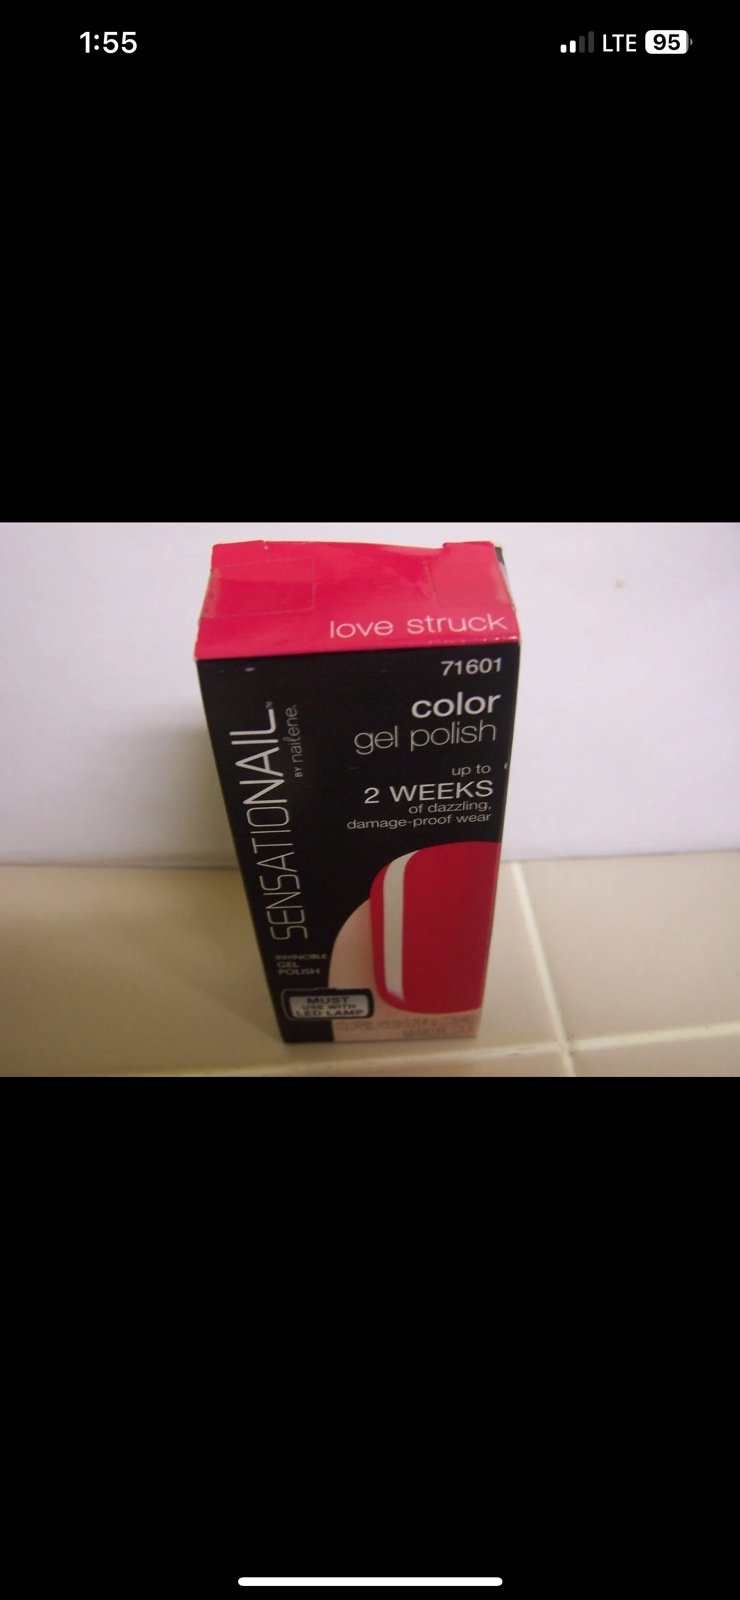 1:55
LTE 95
love struck
71601
color
gel polish
up to
2 WEEKS
of dazzling,
damage-proof wear
SENSATIONAIL™
BY nailene.
INVINCIBLE
GEL
POLISH
MUST
USE WITH
LED LAMP